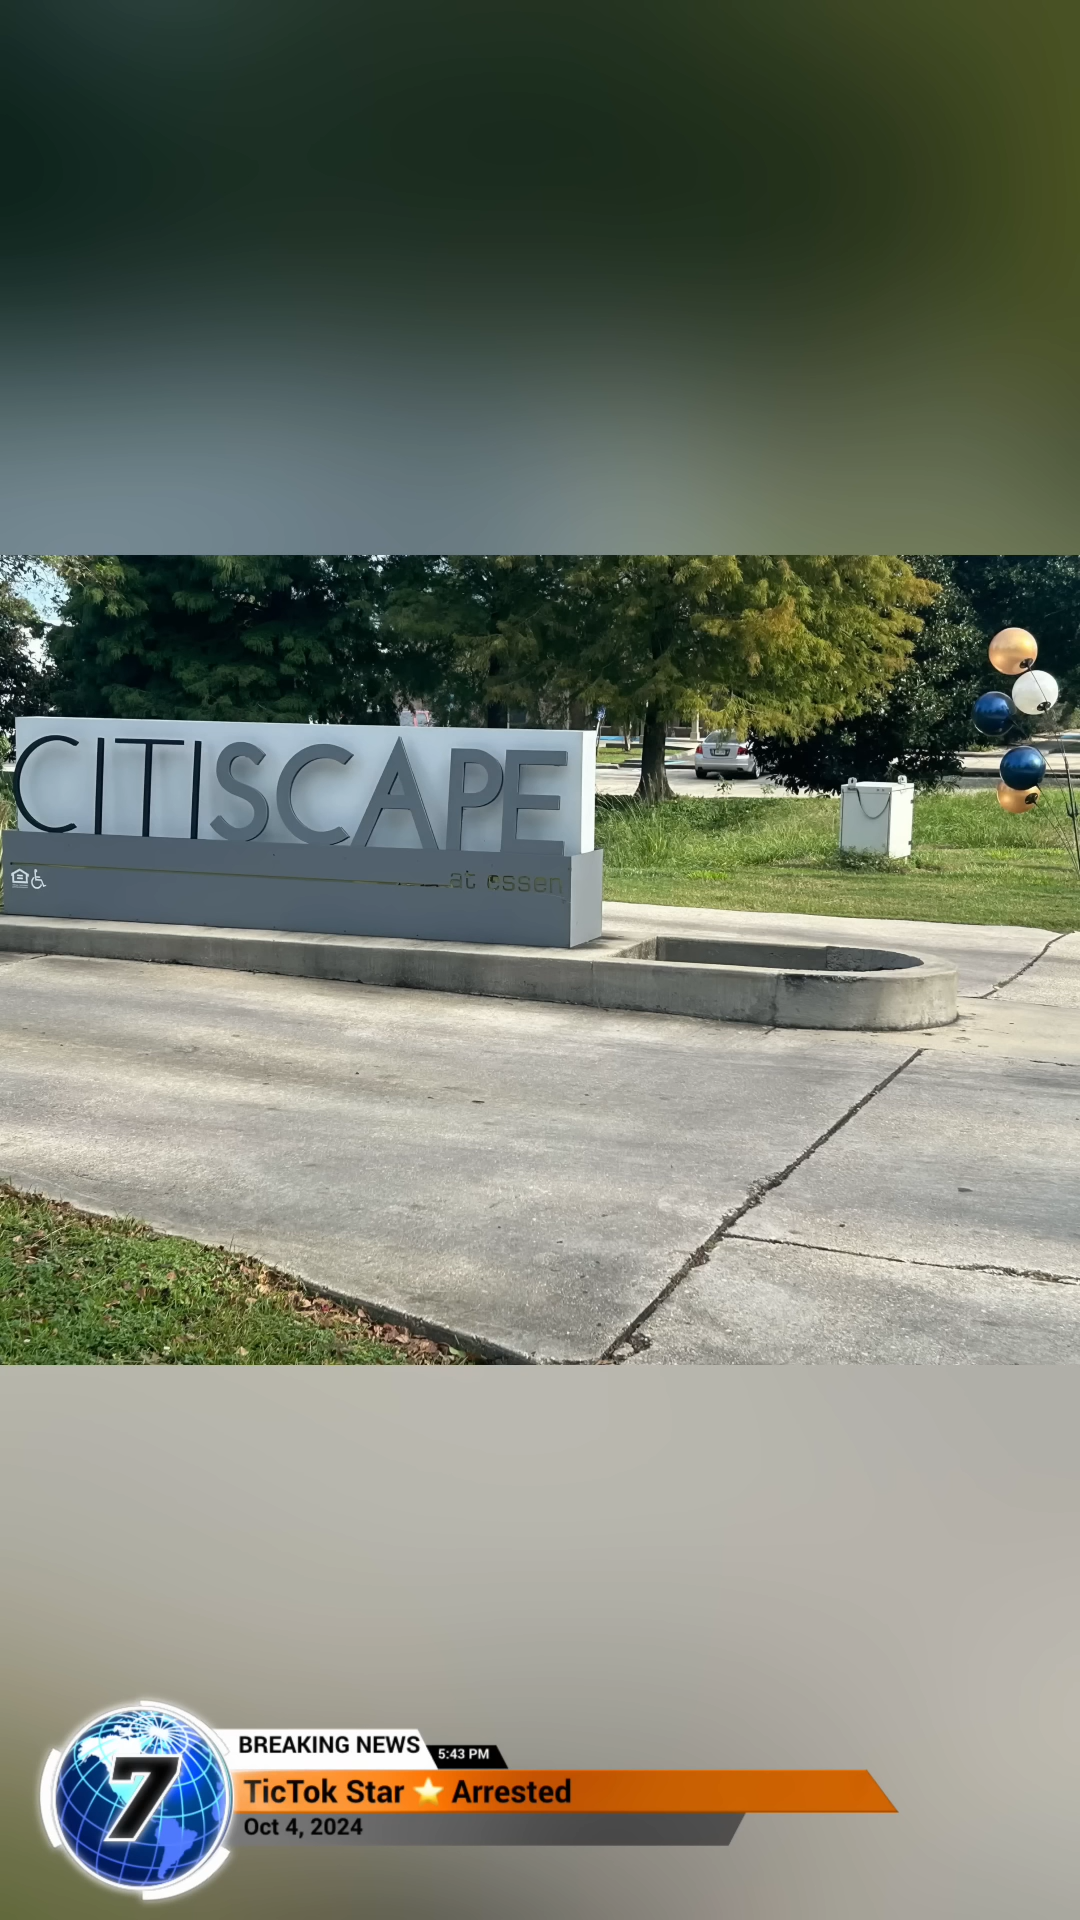 CITISCAPE
at essen
BREAKING NEWS
5:43 PM
7
TicTok Star ⭐ Arrested
Oct 4, 2024